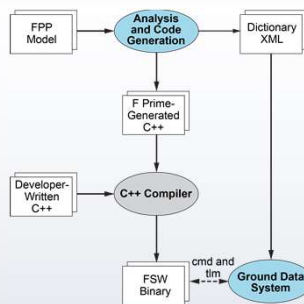 FPP
Model
Analysis
and Code
Generation
Dictionary
XML
F Prime-
Generated
C++
Developer-
Written
C++
C++ Compiler
cmd and
tlm
FSW
Binary
Ground Data
System